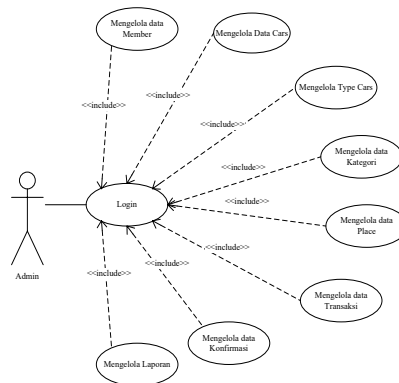 Mengelola data
Member
Mengelola Data Cars
Mengelola Type Cars
<<include>>
<<include>>
<<include>>
Mengelola data
Kategori
<<include>>
Login
<<include>>
Mengelola data
Place
Admin
<<include>>
<<include>>
<<include>>
Mengelola data
Transaksi
Mengelola data
Konfirmasi
Mengelola Laporan